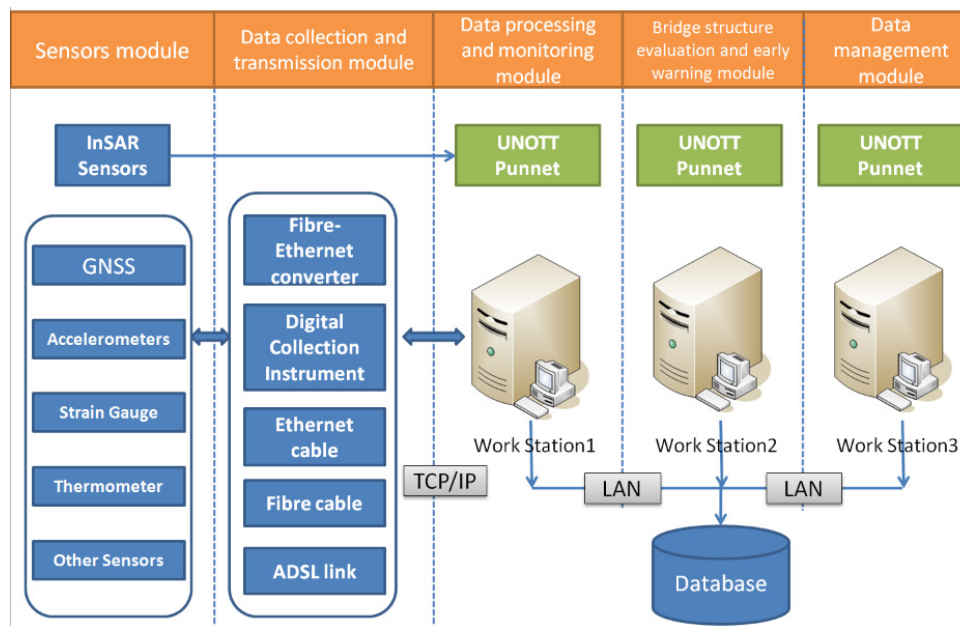 Sensors module
Data collection and
transmission module
Data processing
and monitoring
module
Bridge structure
evaluation and early
warning module
Data
management
module
InSAR
Sensors
UNOTT
Punnet
UNOTT
Punnet
UNOTT
Punnet
GNSS
Accelerometers
Strain Gauge
Thermometer
Other Sensors
Fibre-
Ethernet
converter
Digital
Collection
Instrument
Ethernet
cable
Fibre cable
ADSL link
TCP/IP
Work Station1
Work Station2
Work Station3
LAN
LAN
Database